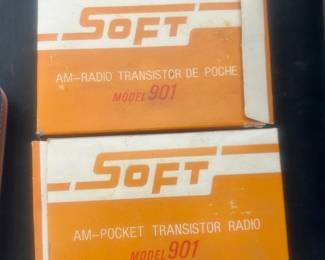 SOFT
AM-RADIO TRANSISTOR DE POCHE
MODEL 901
SOFT
AM-POCKET TRANSISTOR RADIO
MODEL 901